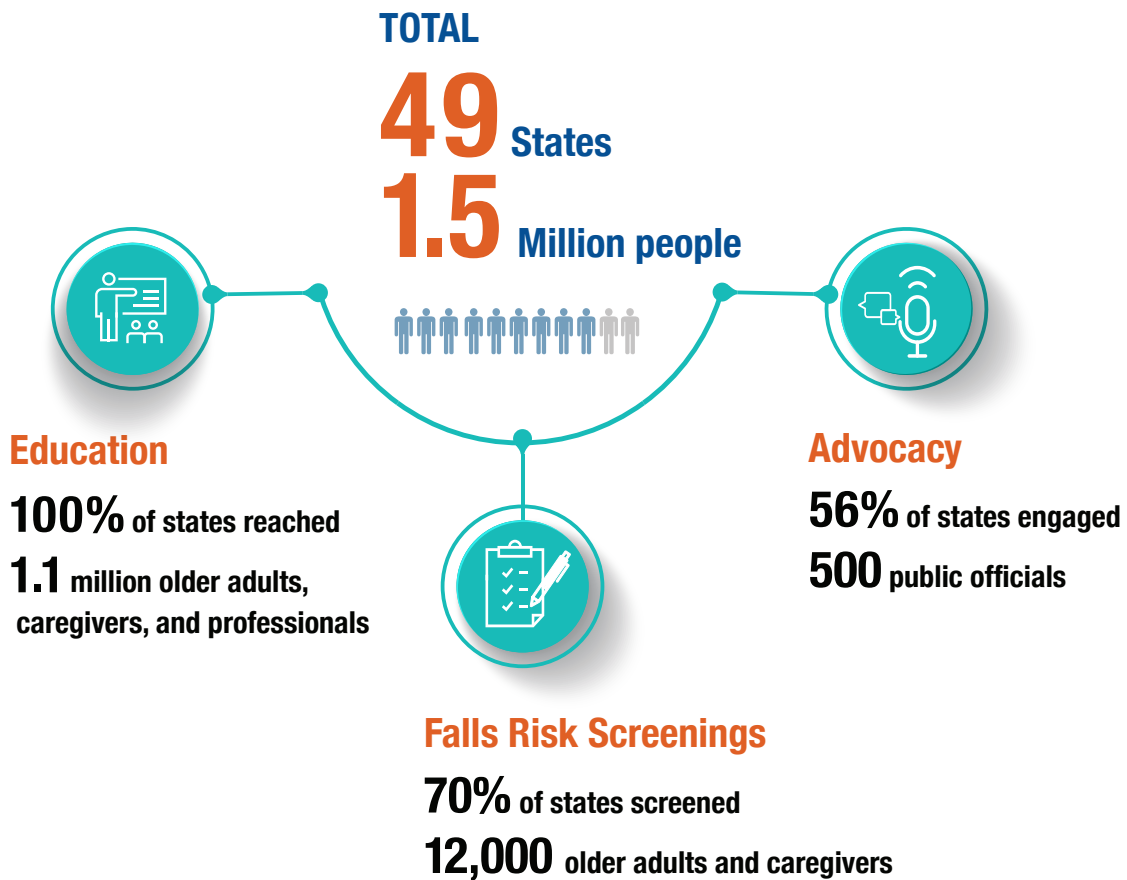 TOTAL
49 States
1.5 Million people
Education
100% of states reached
1.1 million older adults,
caregivers, and professionals
Advocacy
56% of states engaged
500 public officials
Falls Risk Screenings
70% of states screened
12,000 older adults and caregivers